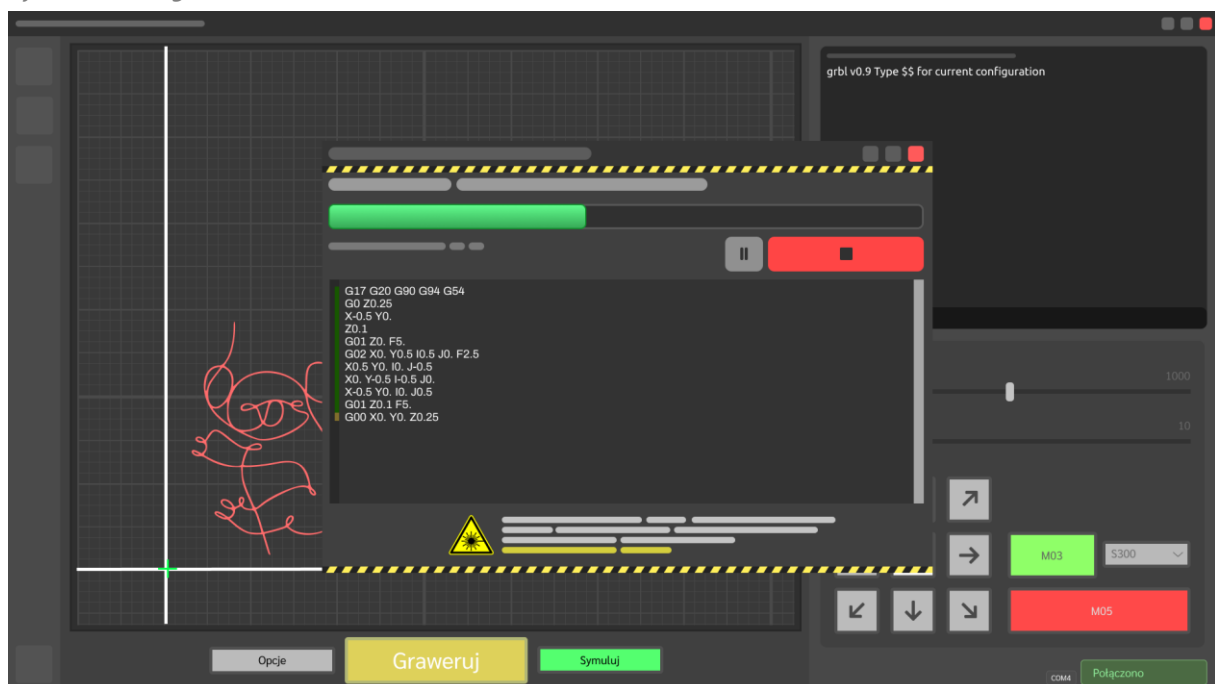 grbl v0.9 Type $$ for current configuration
G17 G20 G90 G94 G54
G0 Z0.25
X-0.5 Y0.
Z0.1
G01 Z0. F5.
G02 X0. Y0.5 I0.5 J0. F2.5
X0.5 Y0. I0. J-0.5
X0. Y-0.5 I-0.5 J0.
X-0.5 Y0. I0. J0.5
G01 Z0.1 F5.
G00 X0. Y0. Z0.25
1000
10
M03
S300
M05
Opcje
Graweruj
Symuluj
COM4
Połączono